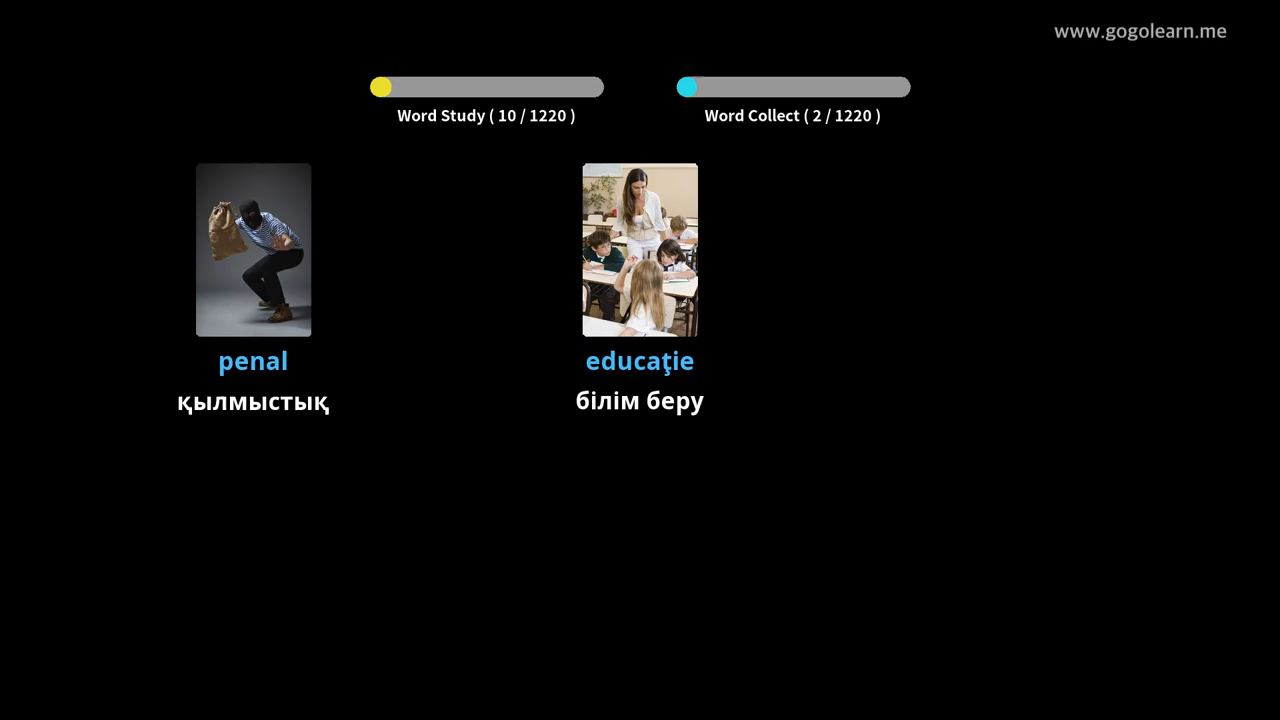 www.gogolearn.me
Word Study ( 10 / 1220 )
Word Collect ( 2 / 1220 )
penal
қылмыстық
educaţie
білім беру